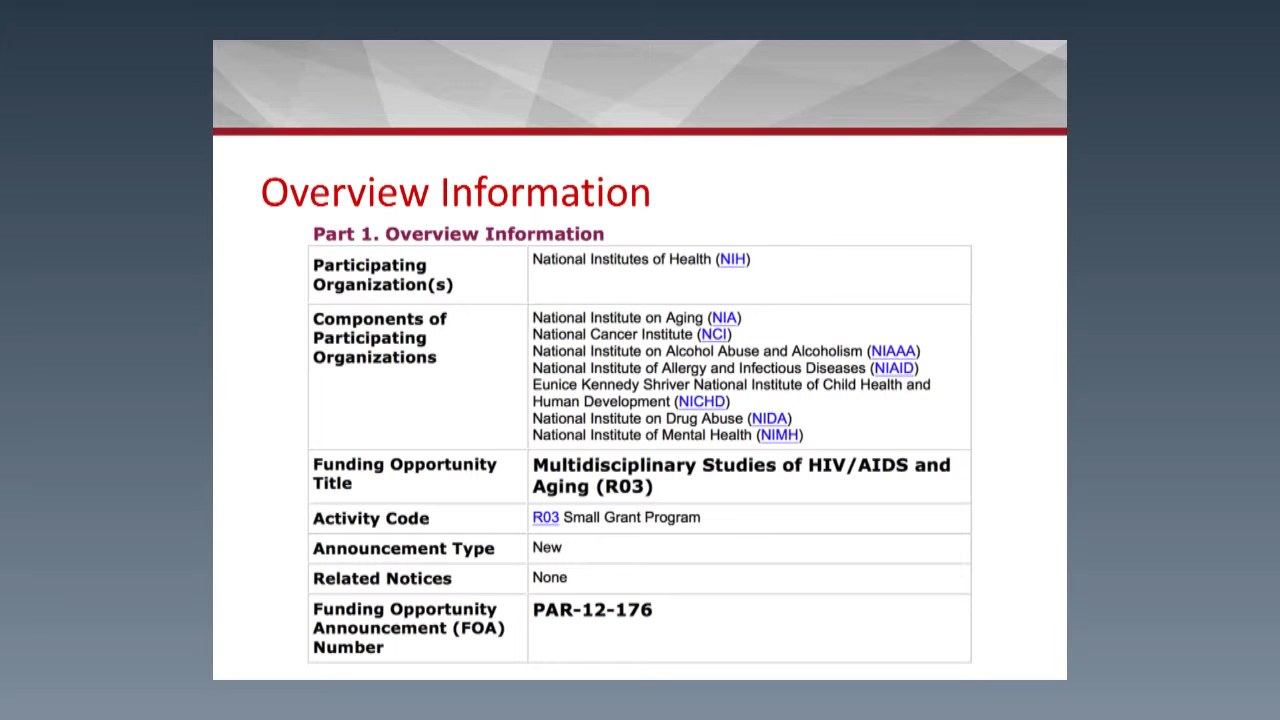 Overview Information
Part 1. Overview Information
Participating
Organization(s)
National Institutes of Health (NIH)
Components of
Participating
Organizations
National Institute on Aging (NIA)
National Cancer Institute (NCI)
National Institute on Alcohol Abuse and Alcoholism (NIAAA)
National Institute of Allergy and Infectious Diseases (NIAID)
Eunice Kennedy Shriver National Institute of Child Health and
Human Development (NICHD)
National Institute on Drug Abuse (NIDA)
National Institute of Mental Health (NIMH)
Funding Opportunity
Title
Multidisciplinary Studies of HIV/AIDS and
Aging (R03)
Activity Code
R03 Small Grant Program
Announcement Type
New
Related Notices
None
Funding Opportunity
Announcement (FOA)
Number
PAR-12-176